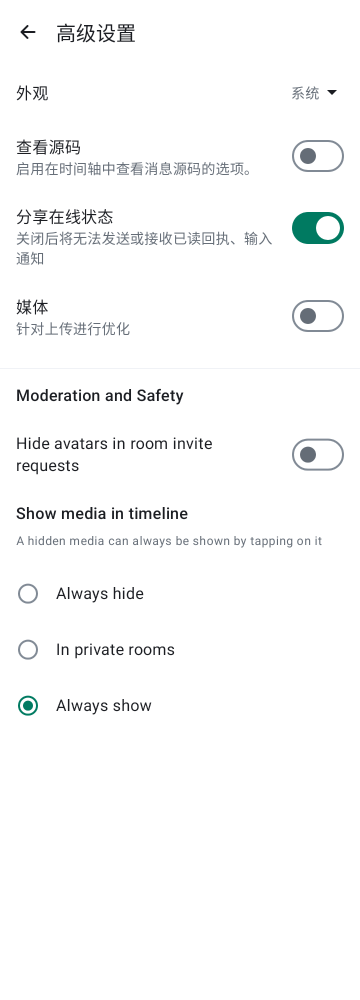 高级设置
外观
系统
查看源码
启用在时间轴中查看消息源码的选项。
分享在线状态
关闭后将无法发送或接收已读回执、输入
通知
媒体
针对上传进行优化
Moderation and Safety
Hide avatars in room invite
requests
Show media in timeline
A hidden media can always be shown by tapping on it
Always hide
In private rooms
Always show